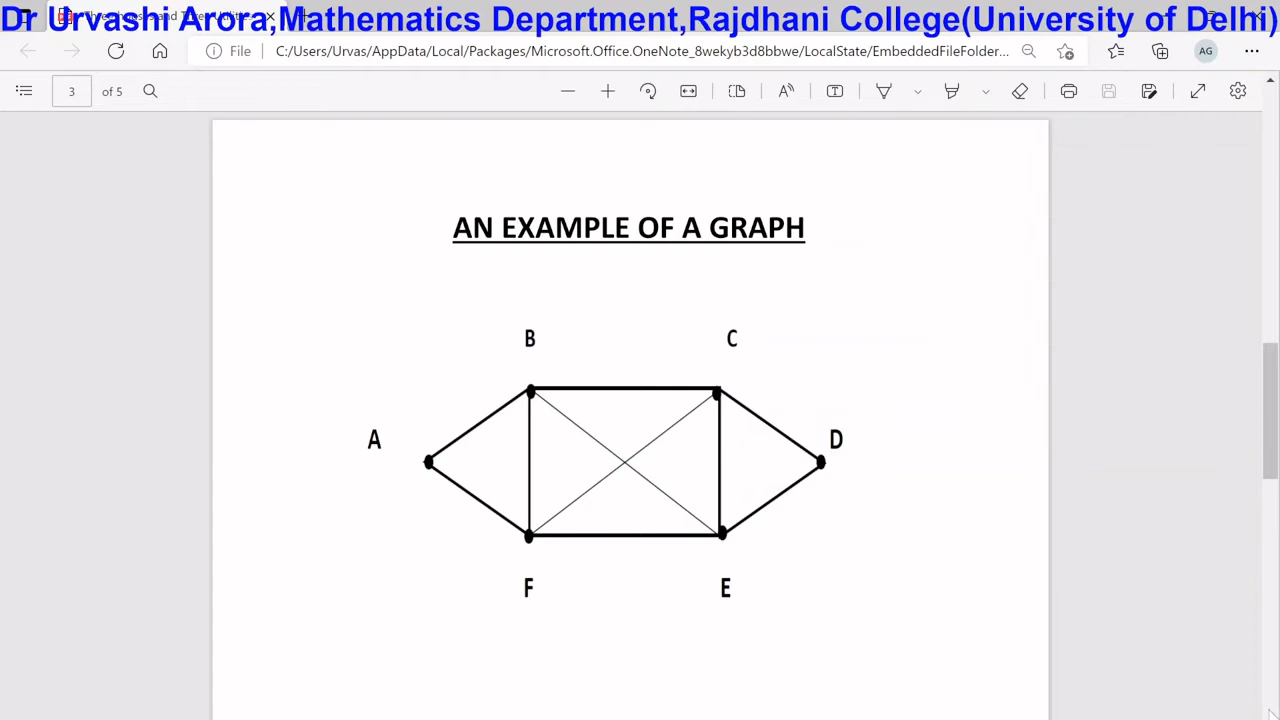 Dr Urvashi Arora,Mathematics Department,Rajdhani College(University of Delhi)
File
C:/Users/Urvas/AppData/Local/Packages/Microsoft.Office.OneNote_8wekyb3d8bbwe/LocalState/EmbeddedFileFolder...
AG
3 of 5
AN EXAMPLE OF A GRAPH
B C
A D
F E